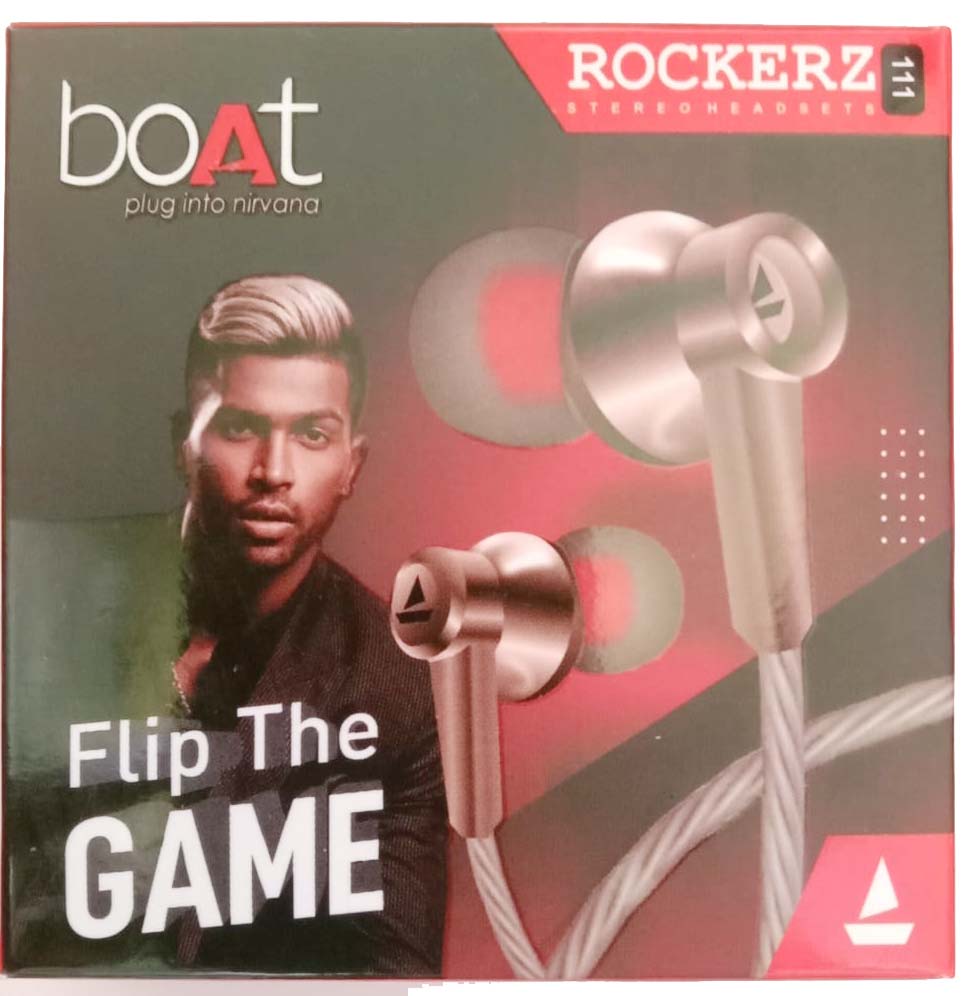 boAt
plug into nirvana
ROCKERZ 111
STEREO HEADSETS
Flip The
GAME